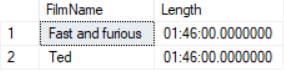 FilmName Length
1 Fast and furious 01:46:00.0000000
2 Ted 01:46:00.0000000